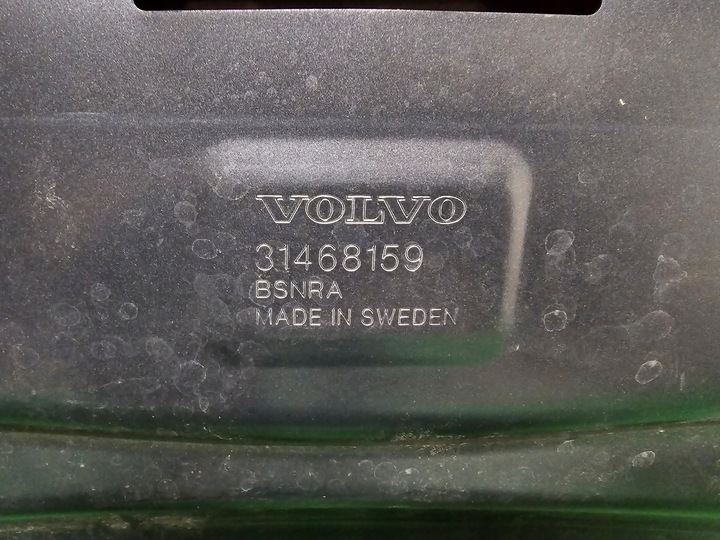 VOLVO
31468159
BSNRA
MADE IN SWEDEN